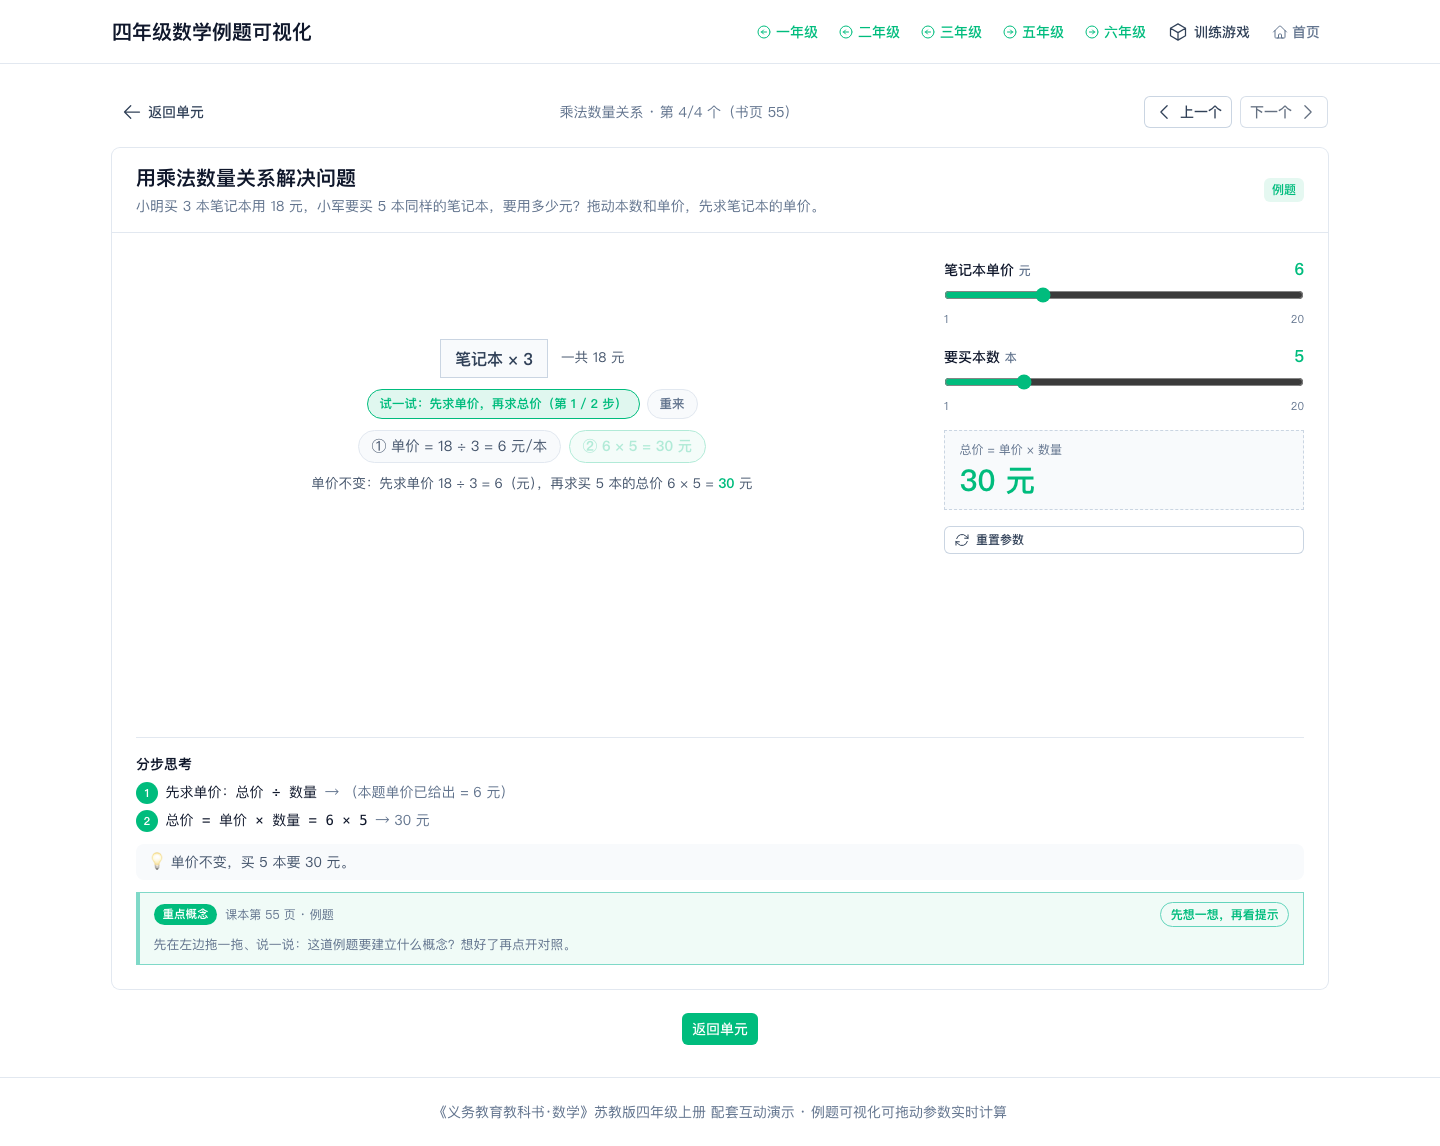 四年级数学例题可视化
一年级 二年级 三年级 五年级 六年级 训练游戏 首页
返回单元 乘法数量关系 · 第 4/4 个（书页 55） 上一个 下一个
用乘法数量关系解决问题
例题
小明买 3 本笔记本用 18 元，小军要买 5 本同样的笔记本，要用多少元？拖动本数和单价，先求笔记本的单价。
笔记本单价 元 6
1 20
笔记本 × 3 一共 18 元
要买本数 本 5
1 20
试一试：先求单价，再求总价（第 1 / 2 步） 重来
① 单价 = 18 ÷ 3 = 6 元/本 ② 6 × 5 = 30 元
单价不变：先求单价 18 ÷ 3 = 6（元），再求买 5 本的总价 6 × 5 = 30 元
总价 = 单价 × 数量
30 元
重置参数
分步思考
1 先求单价：总价 ÷ 数量 → （本题单价已给出 = 6 元）
2 总价 = 单价 × 数量 = 6 × 5 → 30 元
单价不变，买 5 本要 30 元。
重点概念 课本第 55 页 · 例题 先想一想，再看提示
先在左边拖一拖、说一说：这道例题要建立什么概念？想好了再点开对照。
返回单元
《义务教育教科书·数学》苏教版四年级上册 配套互动演示 · 例题可视化可拖动参数实时计算